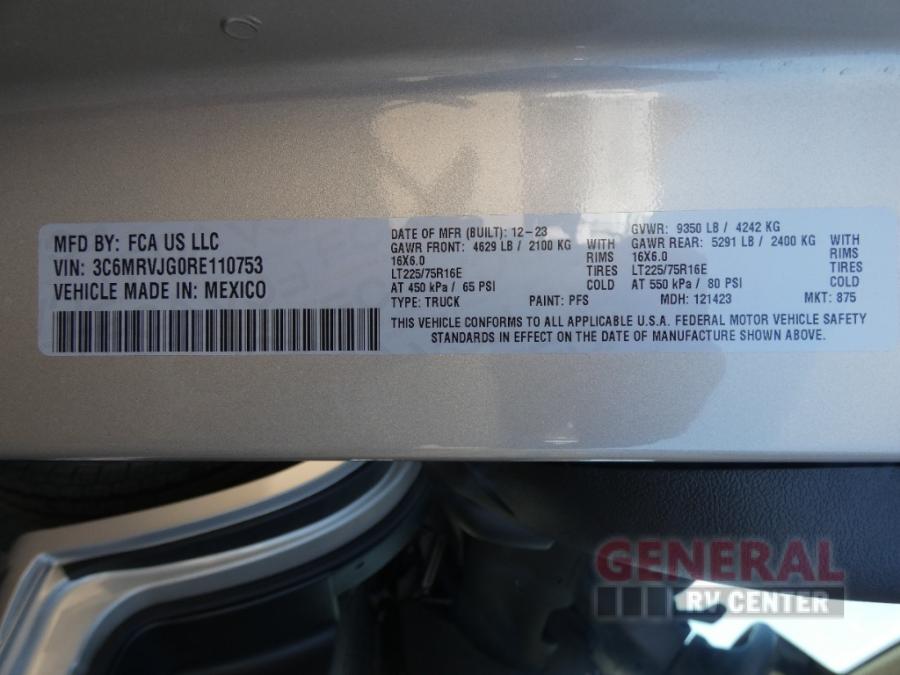 MFD BY: FCA US LLC
VIN: 3C6MRVJG0RE110753
VEHICLE MADE IN: MEXICO
DATE OF MFR (BUILT): 12-23
GAWR FRONT: 4629 LB / 2100 KG WITH
16X6.0 RIMS
LT225/75R16E TIRES
AT 450 kPa / 65 PSI COLD
TYPE: TRUCK PAINT: PFS
GVWR: 9350 LB / 4242 KG
GAWR REAR: 5291 LB / 2400 KG WITH
16X6.0 RIMS
LT225/75R16E TIRES
AT 550 kPa / 80 PSI COLD
MDH: 121423 MKT: 875
THIS VEHICLE CONFORMS TO ALL APPLICABLE U.S.A. FEDERAL MOTOR VEHICLE SAFETY
STANDARDS IN EFFECT ON THE DATE OF MANUFACTURE SHOWN ABOVE.
GENERAL
RV CENTER